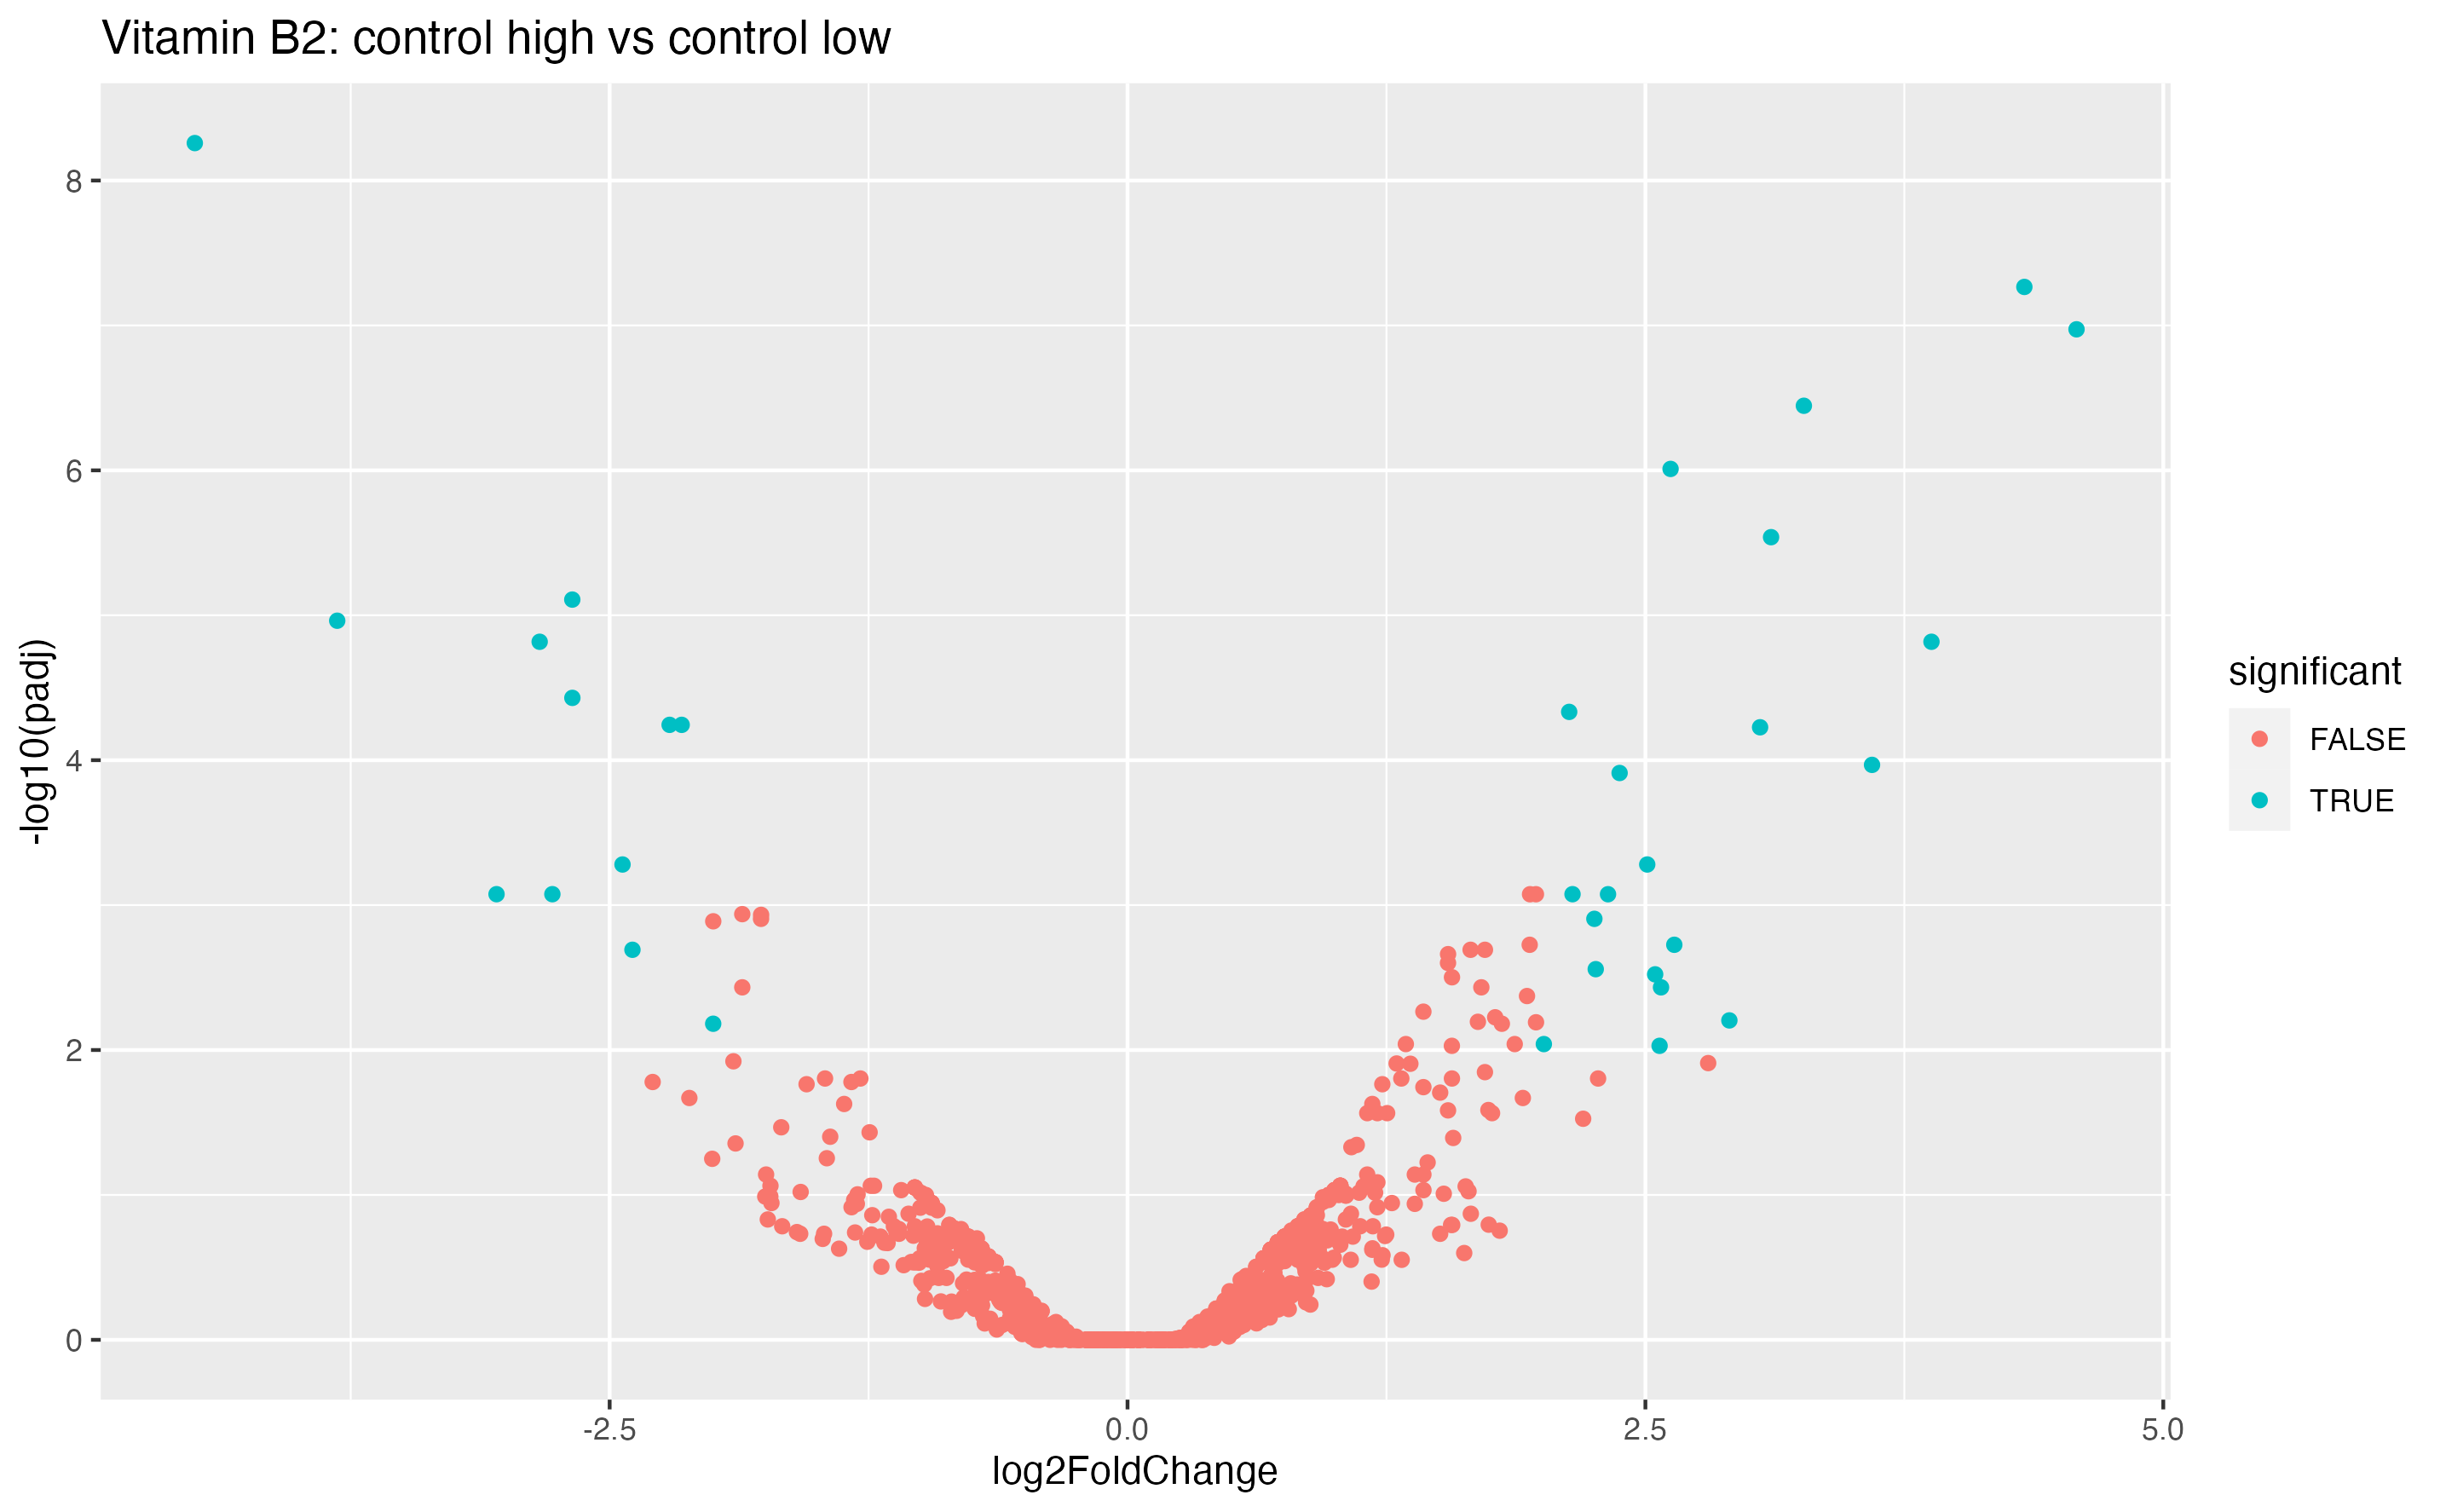 Vitamin B2: control high vs control low
8
6
4
2
0
-log10(padj)
-2.5
0.0
2.5
5.0
log2FoldChange
significant
FALSE
TRUE